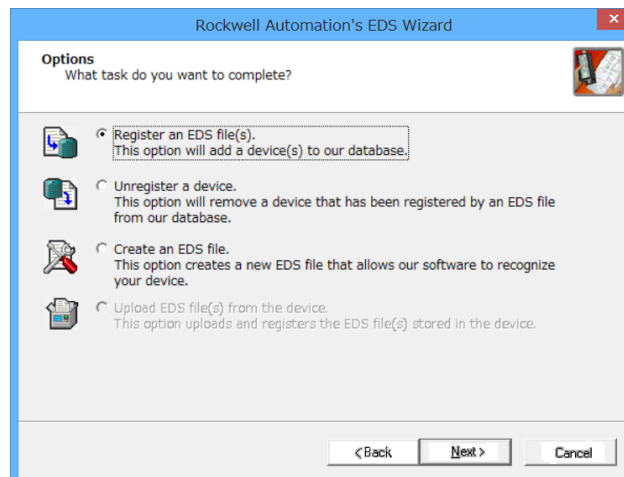 Rockwell Automation's EDS Wizard
Options
What task do you want to complete?
Register an EDS file(s).
This option will add a device(s) to our database.
Unregister a device.
This option will remove a device that has been registered by an EDS file
from our database.
Create an EDS file.
This option creates a new EDS file that allows our software to recognize
your device.
Upload EDS file(s) from the device.
This option uploads and registers the EDS file(s) stored in the device.
<Back Next> Cancel